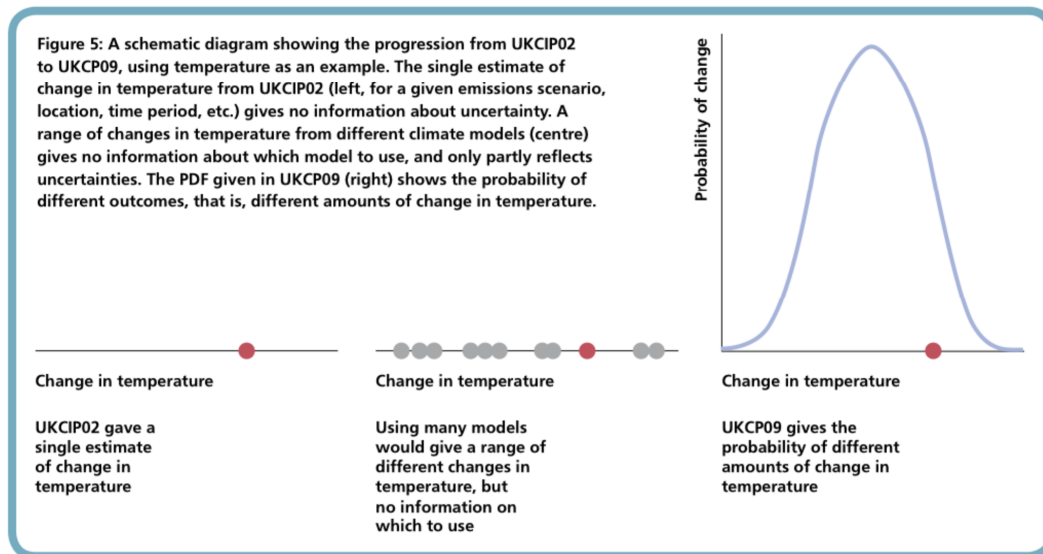 Figure 5: A schematic diagram showing the progression from UKCIP02
to UKCP09, using temperature as an example. The single estimate of
change in temperature from UKCIP02 (left, for a given emissions scenario,
location, time period, etc.) gives no information about uncertainty. A
range of changes in temperature from different climate models (centre)
gives no information about which model to use, and only partly reflects
uncertainties. The PDF given in UKCP09 (right) shows the probability of
different outcomes, that is, different amounts of change in temperature.
Probability of change
Change in temperature
UKCIP02 gave a
single estimate
of change in
temperature
Change in temperature
Using many models
would give a range of
different changes in
temperature, but
no information on
which to use
Change in temperature
UKCP09 gives the
probability of different
amounts of change in
temperature